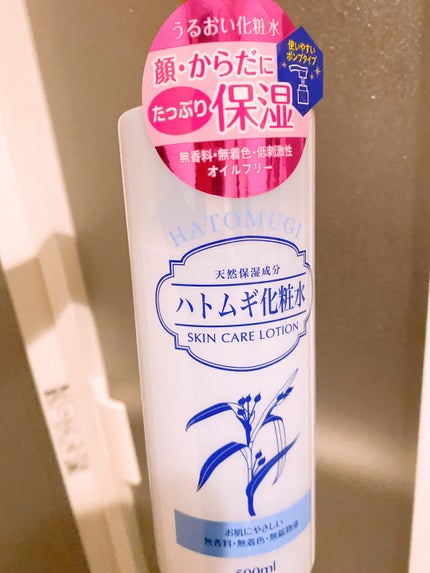 うるおい化粧水
使いやすい
ポンプタイプ
顔・からだに
たっぷり
保湿
無香料・無着色・低刺激性
オイルフリー
HATOMUGI
天然保湿成分
ハトムギ化粧水
SKIN CARE LOTION
お肌にやさしい
無香料・無着色・無鉱物油
500ml